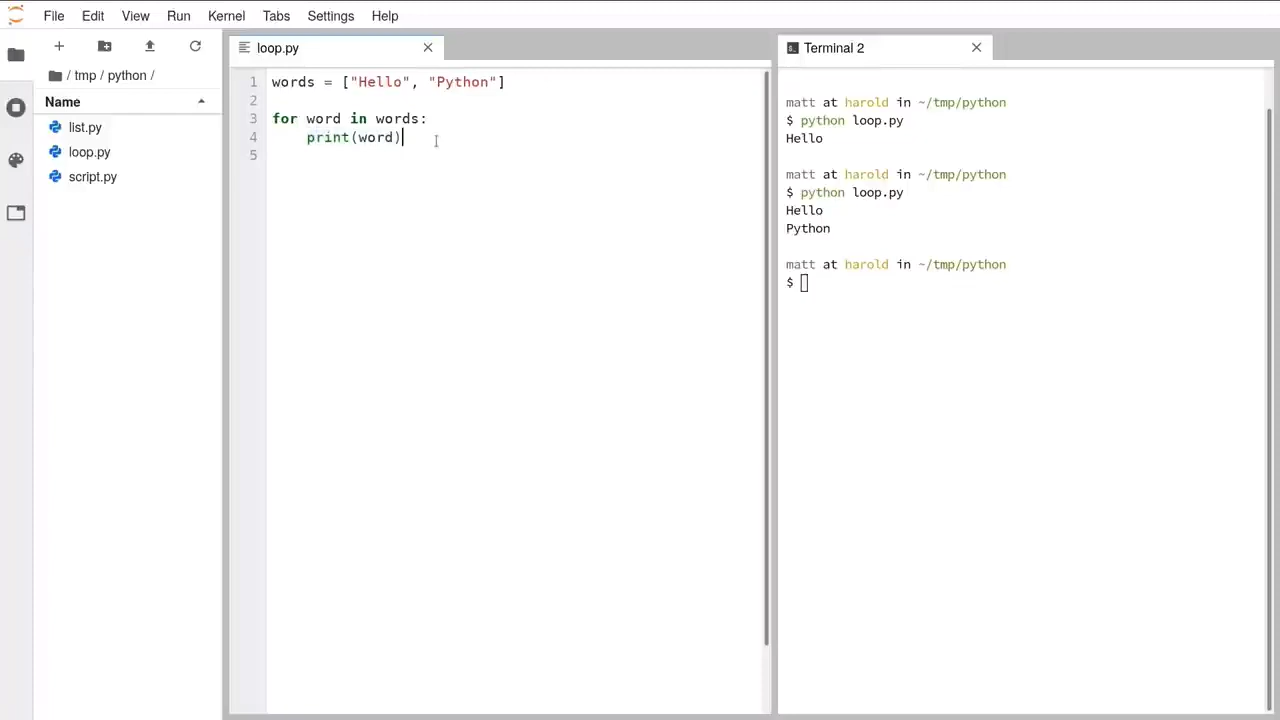 File Edit View Run Kernel Tabs Settings Help
/ tmp / python /
Name
list.py
loop.py
script.py
loop.py
1 words = ["Hello", "Python"]
2
3 for word in words:
4     print(word)
5
Terminal 2
matt at harold in ~/tmp/python
$ python loop.py
Hello
matt at harold in ~/tmp/python
$ python loop.py
Hello
Python
matt at harold in ~/tmp/python
$